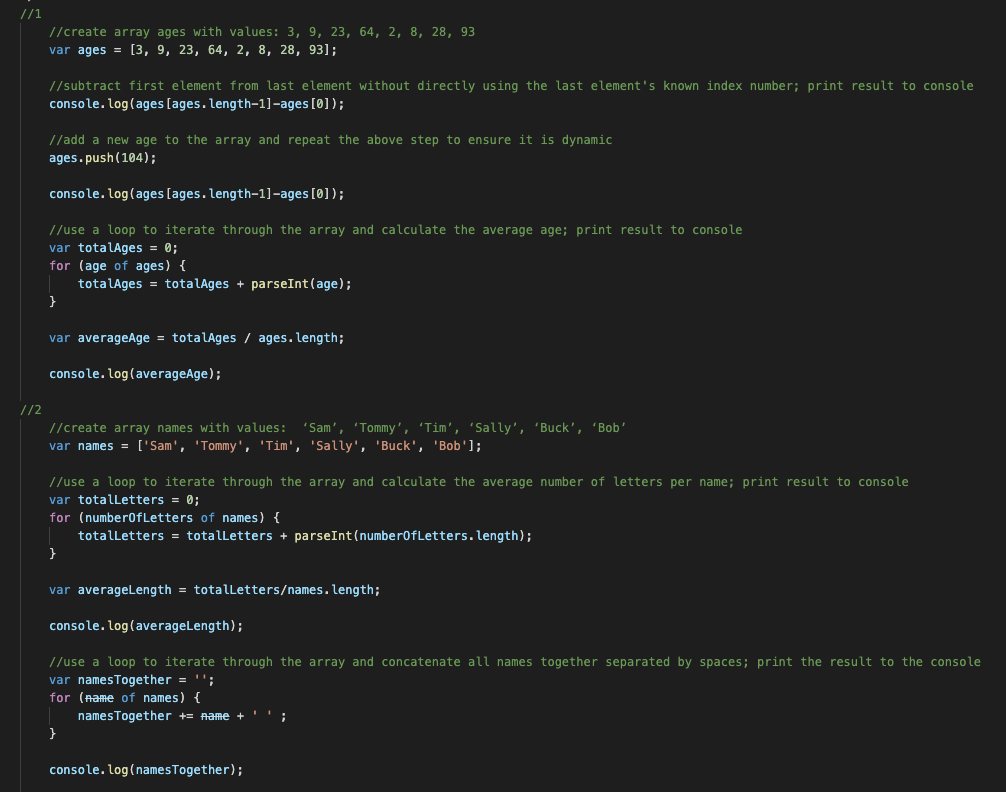 //1
//create array ages with values: 3, 9, 23, 64, 2, 8, 28, 93
var ages = [3, 9, 23, 64, 2, 8, 28, 93];
//subtract first element from last element without directly using the last element's known index number; print result to console
console.log(ages[ages.length-1]-ages[0]);
//add a new age to the array and repeat the above step to ensure it is dynamic
ages.push(104);
console.log(ages[ages.length-1]-ages[0]);
//use a loop to iterate through the array and calculate the average age; print result to console
var totalAges = 0;
for (age of ages) {
totalAges = totalAges + parseInt(age);
}
var averageAge = totalAges / ages.length;
console.log(averageAge);
//2
//create array names with values:  ‘Sam’, ‘Tommy’, ‘Tim’, ‘Sally’, ‘Buck’, ‘Bob’
var names = ['Sam', 'Tommy', 'Tim', 'Sally', 'Buck', 'Bob'];
//use a loop to iterate through the array and calculate the average number of letters per name; print result to console
var totalLetters = 0;
for (numberOfLetters of names) {
totalLetters = totalLetters + parseInt(numberOfLetters.length);
}
var averageLength = totalLetters/names.length;
console.log(averageLength);
//use a loop to iterate through the array and concatenate all names together separated by spaces; print the result to the console
var namesTogether = '';
for (name of names) {
namesTogether += name + ' ' ;
}
console.log(namesTogether);